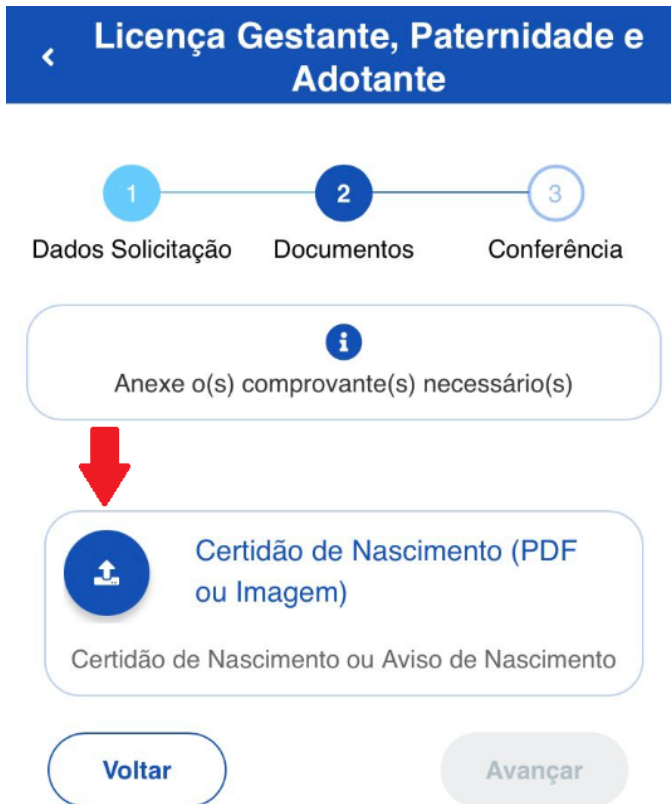 Licença Gestante, Paternidade e
Adotante
1
2
3
Dados Solicitação
Documentos
Conferência
Anexe o(s) comprovante(s) necessário(s)
Certidão de Nascimento (PDF
ou Imagem)
Certidão de Nascimento ou Aviso de Nascimento
Voltar
Avançar